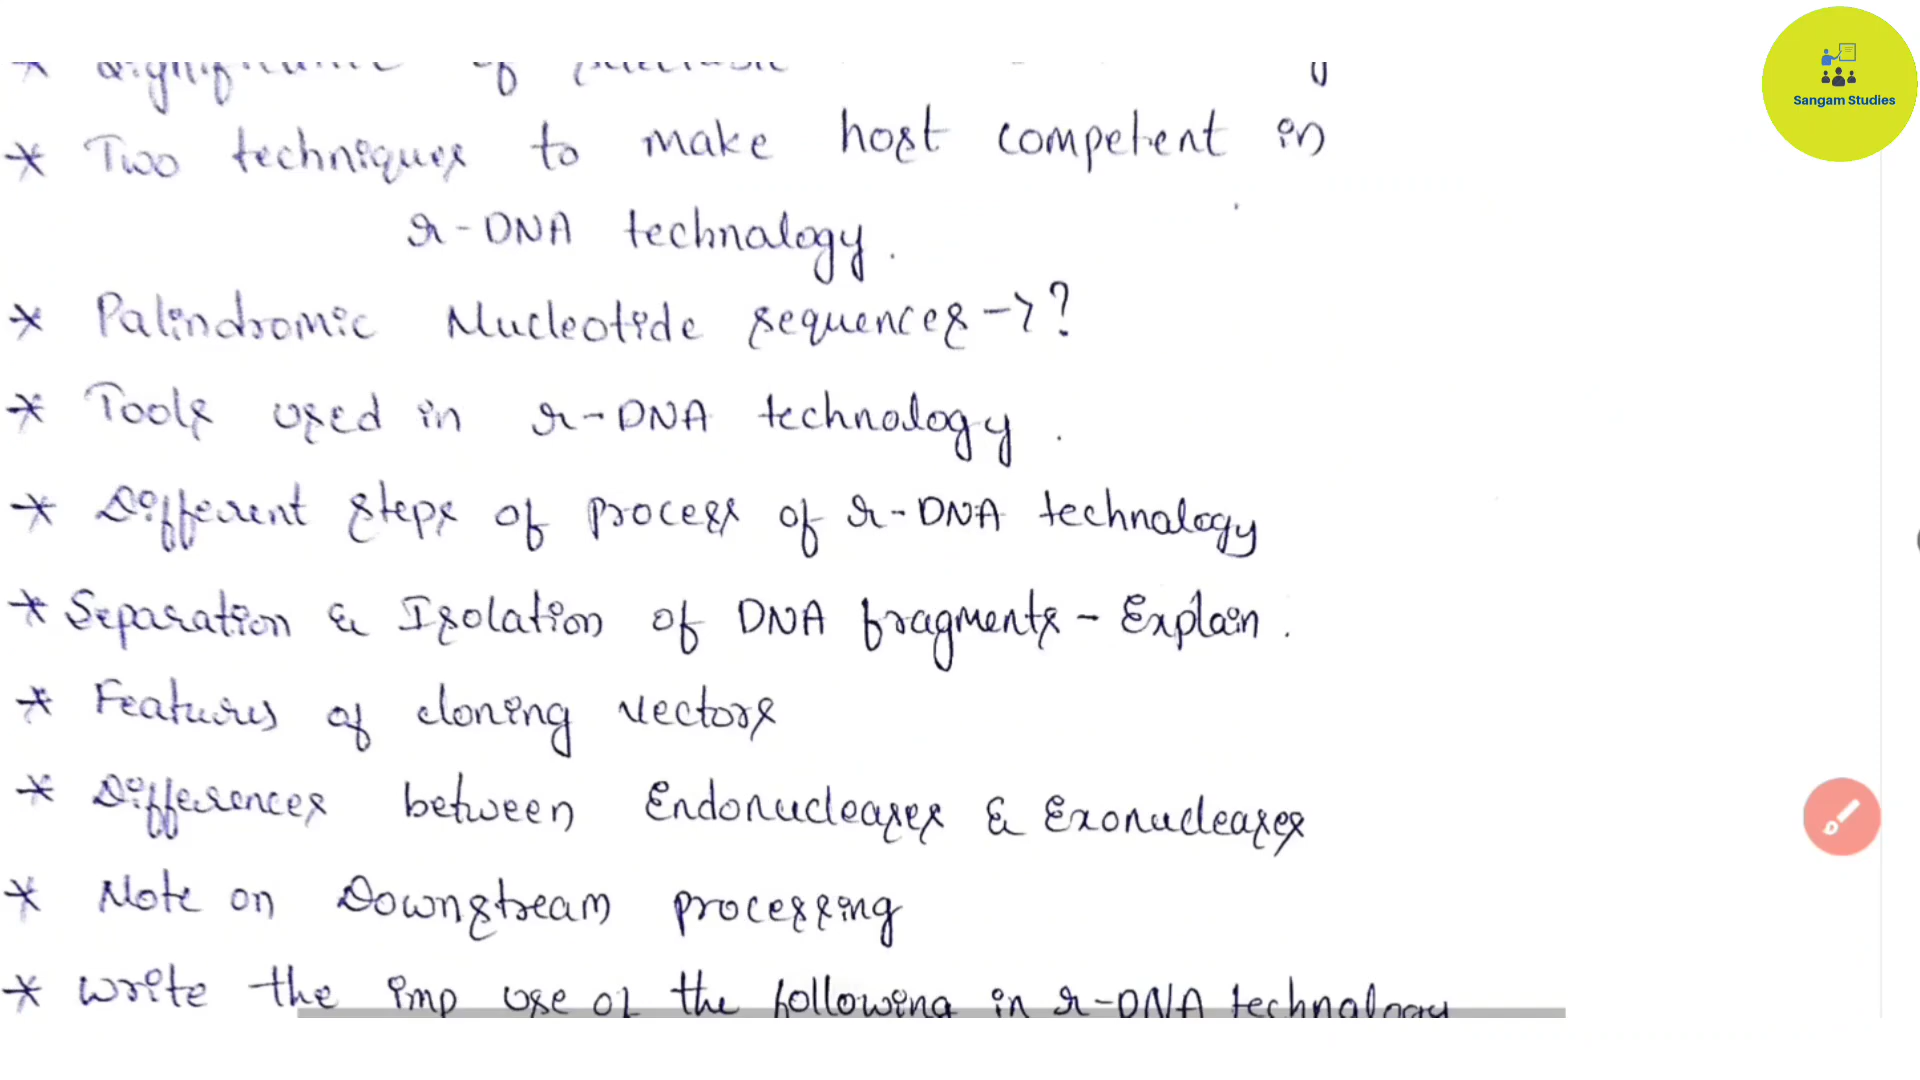 * of
* Two techniques to make host competent in
r-DNA technology.
* Palindromic Nucleotide sequences → ?
* Tools used in r-DNA technology.
* Different steps of process of r-DNA technology
* Separation & Isolation of DNA fragments - Explain.
* Features of cloning vectors
* Differences between Endonucleases & Exonucleases
* Note on Downstream processing
* Write the imp use of the following in r-DNA technology
Sangam Studies